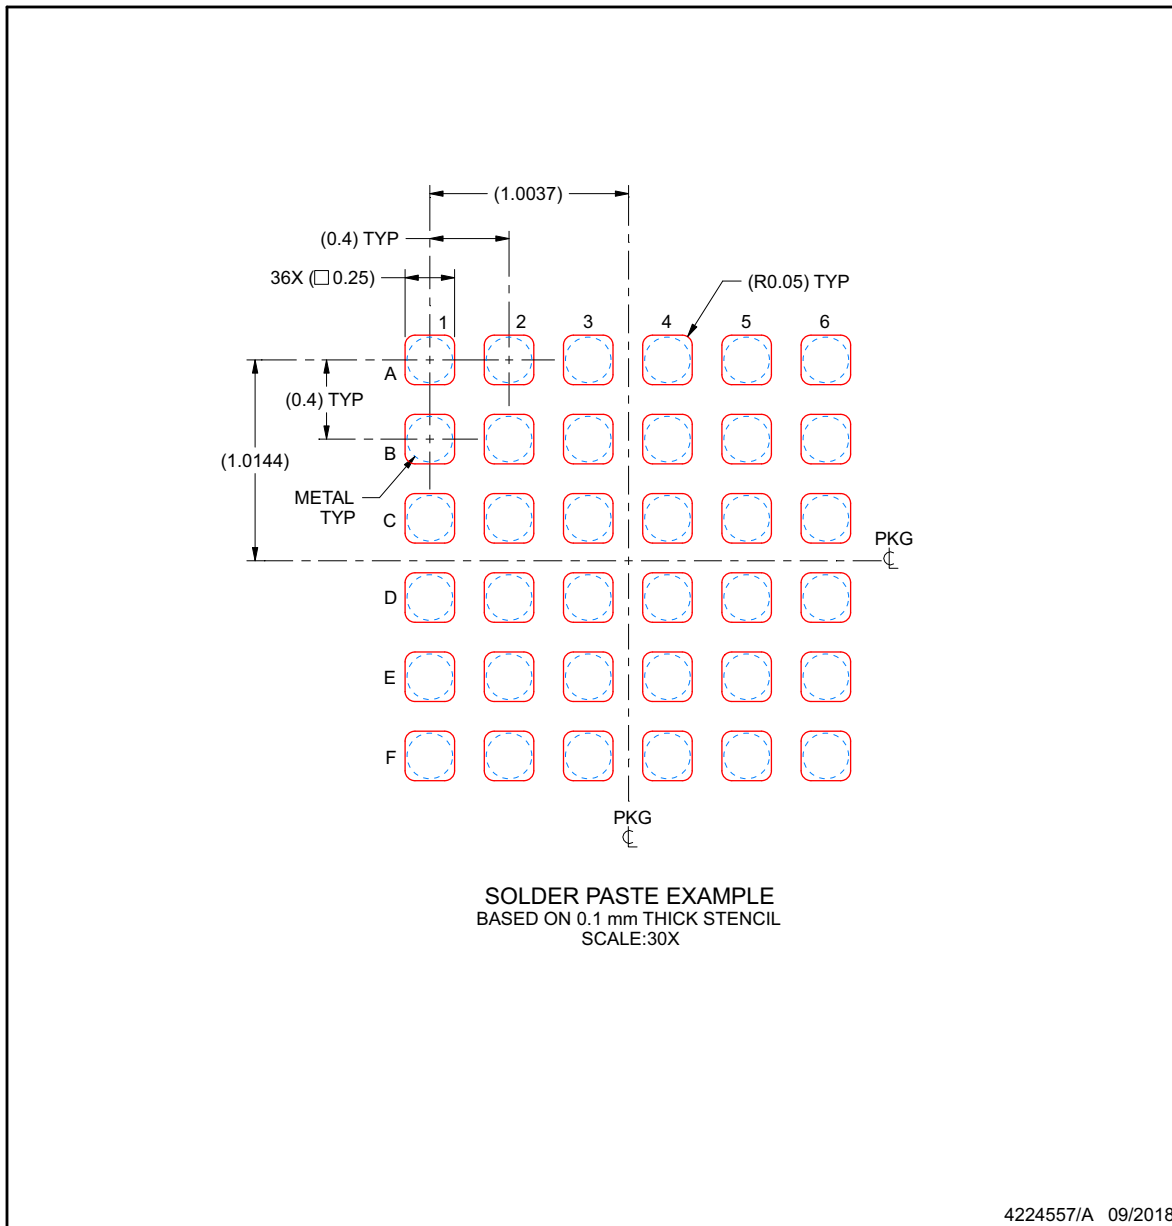 (1.0037)
(0.4) TYP
36X (□ 0.25)
(R0.05) TYP
1 2 3 4 5 6
A
(0.4) TYP
B
(1.0144)
METAL
TYP
C
PKG
℄
D
E
F
PKG
℄
SOLDER PASTE EXAMPLE
BASED ON 0.1 mm THICK STENCIL
SCALE:30X
4224557/A 09/2018